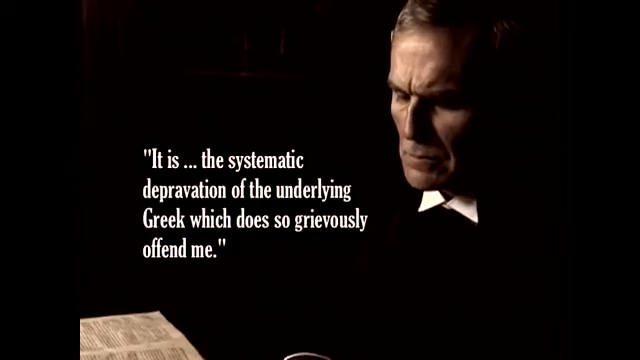 "It is ... the systematic
depravation of the underlying
Greek which does so grievously
offend me."